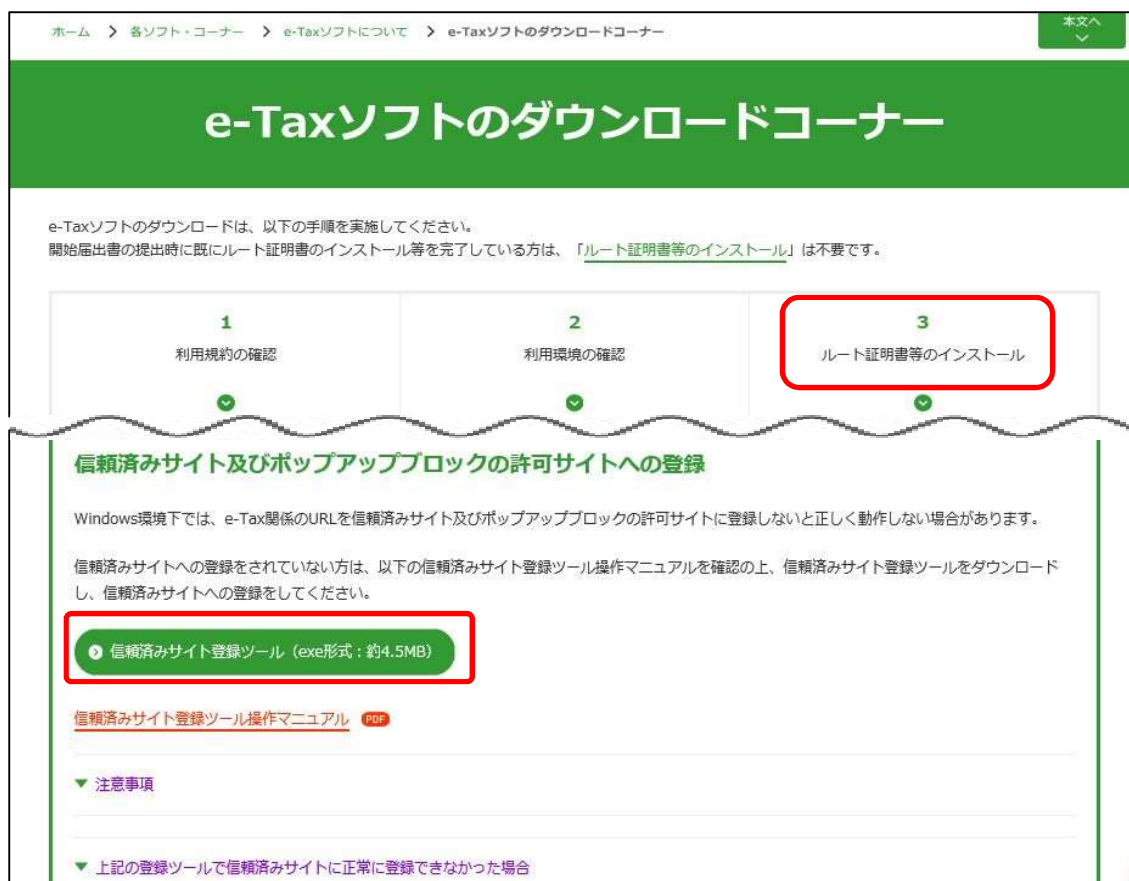 ホーム > 各ソフト・コーナー > e-Taxソフトについて > e-Taxソフトのダウンロードコーナー
本文へ
e-Taxソフトのダウンロードコーナー
e-Taxソフトのダウンロードは、以下の手順を実施してください。
開始届出書の提出時に既にルート証明書のインストール等を完了している方は、「ルート証明書等のインストール」は不要です。
1
利用規約の確認
2
利用環境の確認
3
ルート証明書等のインストール
信頼済みサイト及びポップアップブロックの許可サイトへの登録
Windows環境下では、e-Tax関係のURLを信頼済みサイト及びポップアップブロックの許可サイトに登録しないと正しく動作しない場合があります。
信頼済みサイトへの登録をされていない方は、以下の信頼済みサイト登録ツール操作マニュアルを確認の上、信頼済みサイト登録ツールをダウンロード
し、信頼済みサイトへの登録をしてください。
信頼済みサイト登録ツール（exe形式：約4.5MB）
信頼済みサイト登録ツール操作マニュアル PDF
▼ 注意事項
▼ 上記の登録ツールで信頼済みサイトに正常に登録できなかった場合